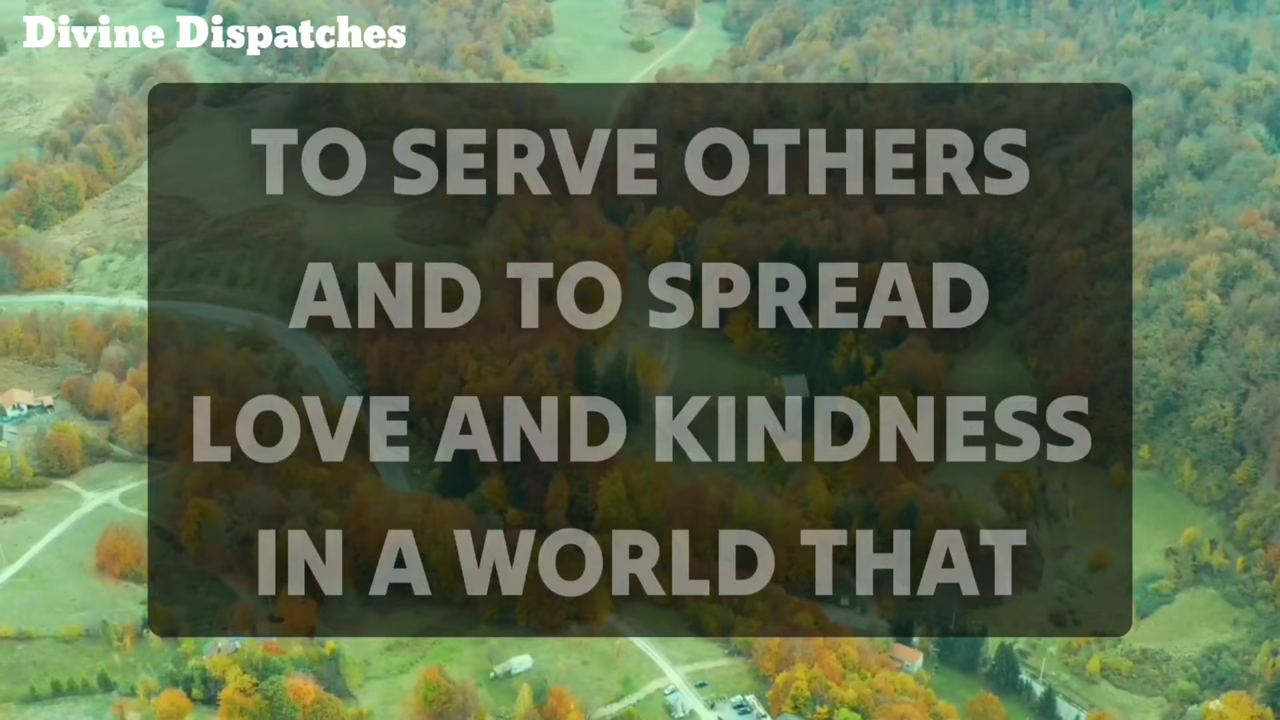 Divine Dispatches
TO SERVE OTHERS
AND TO SPREAD
LOVE AND KINDNESS
IN A WORLD THAT